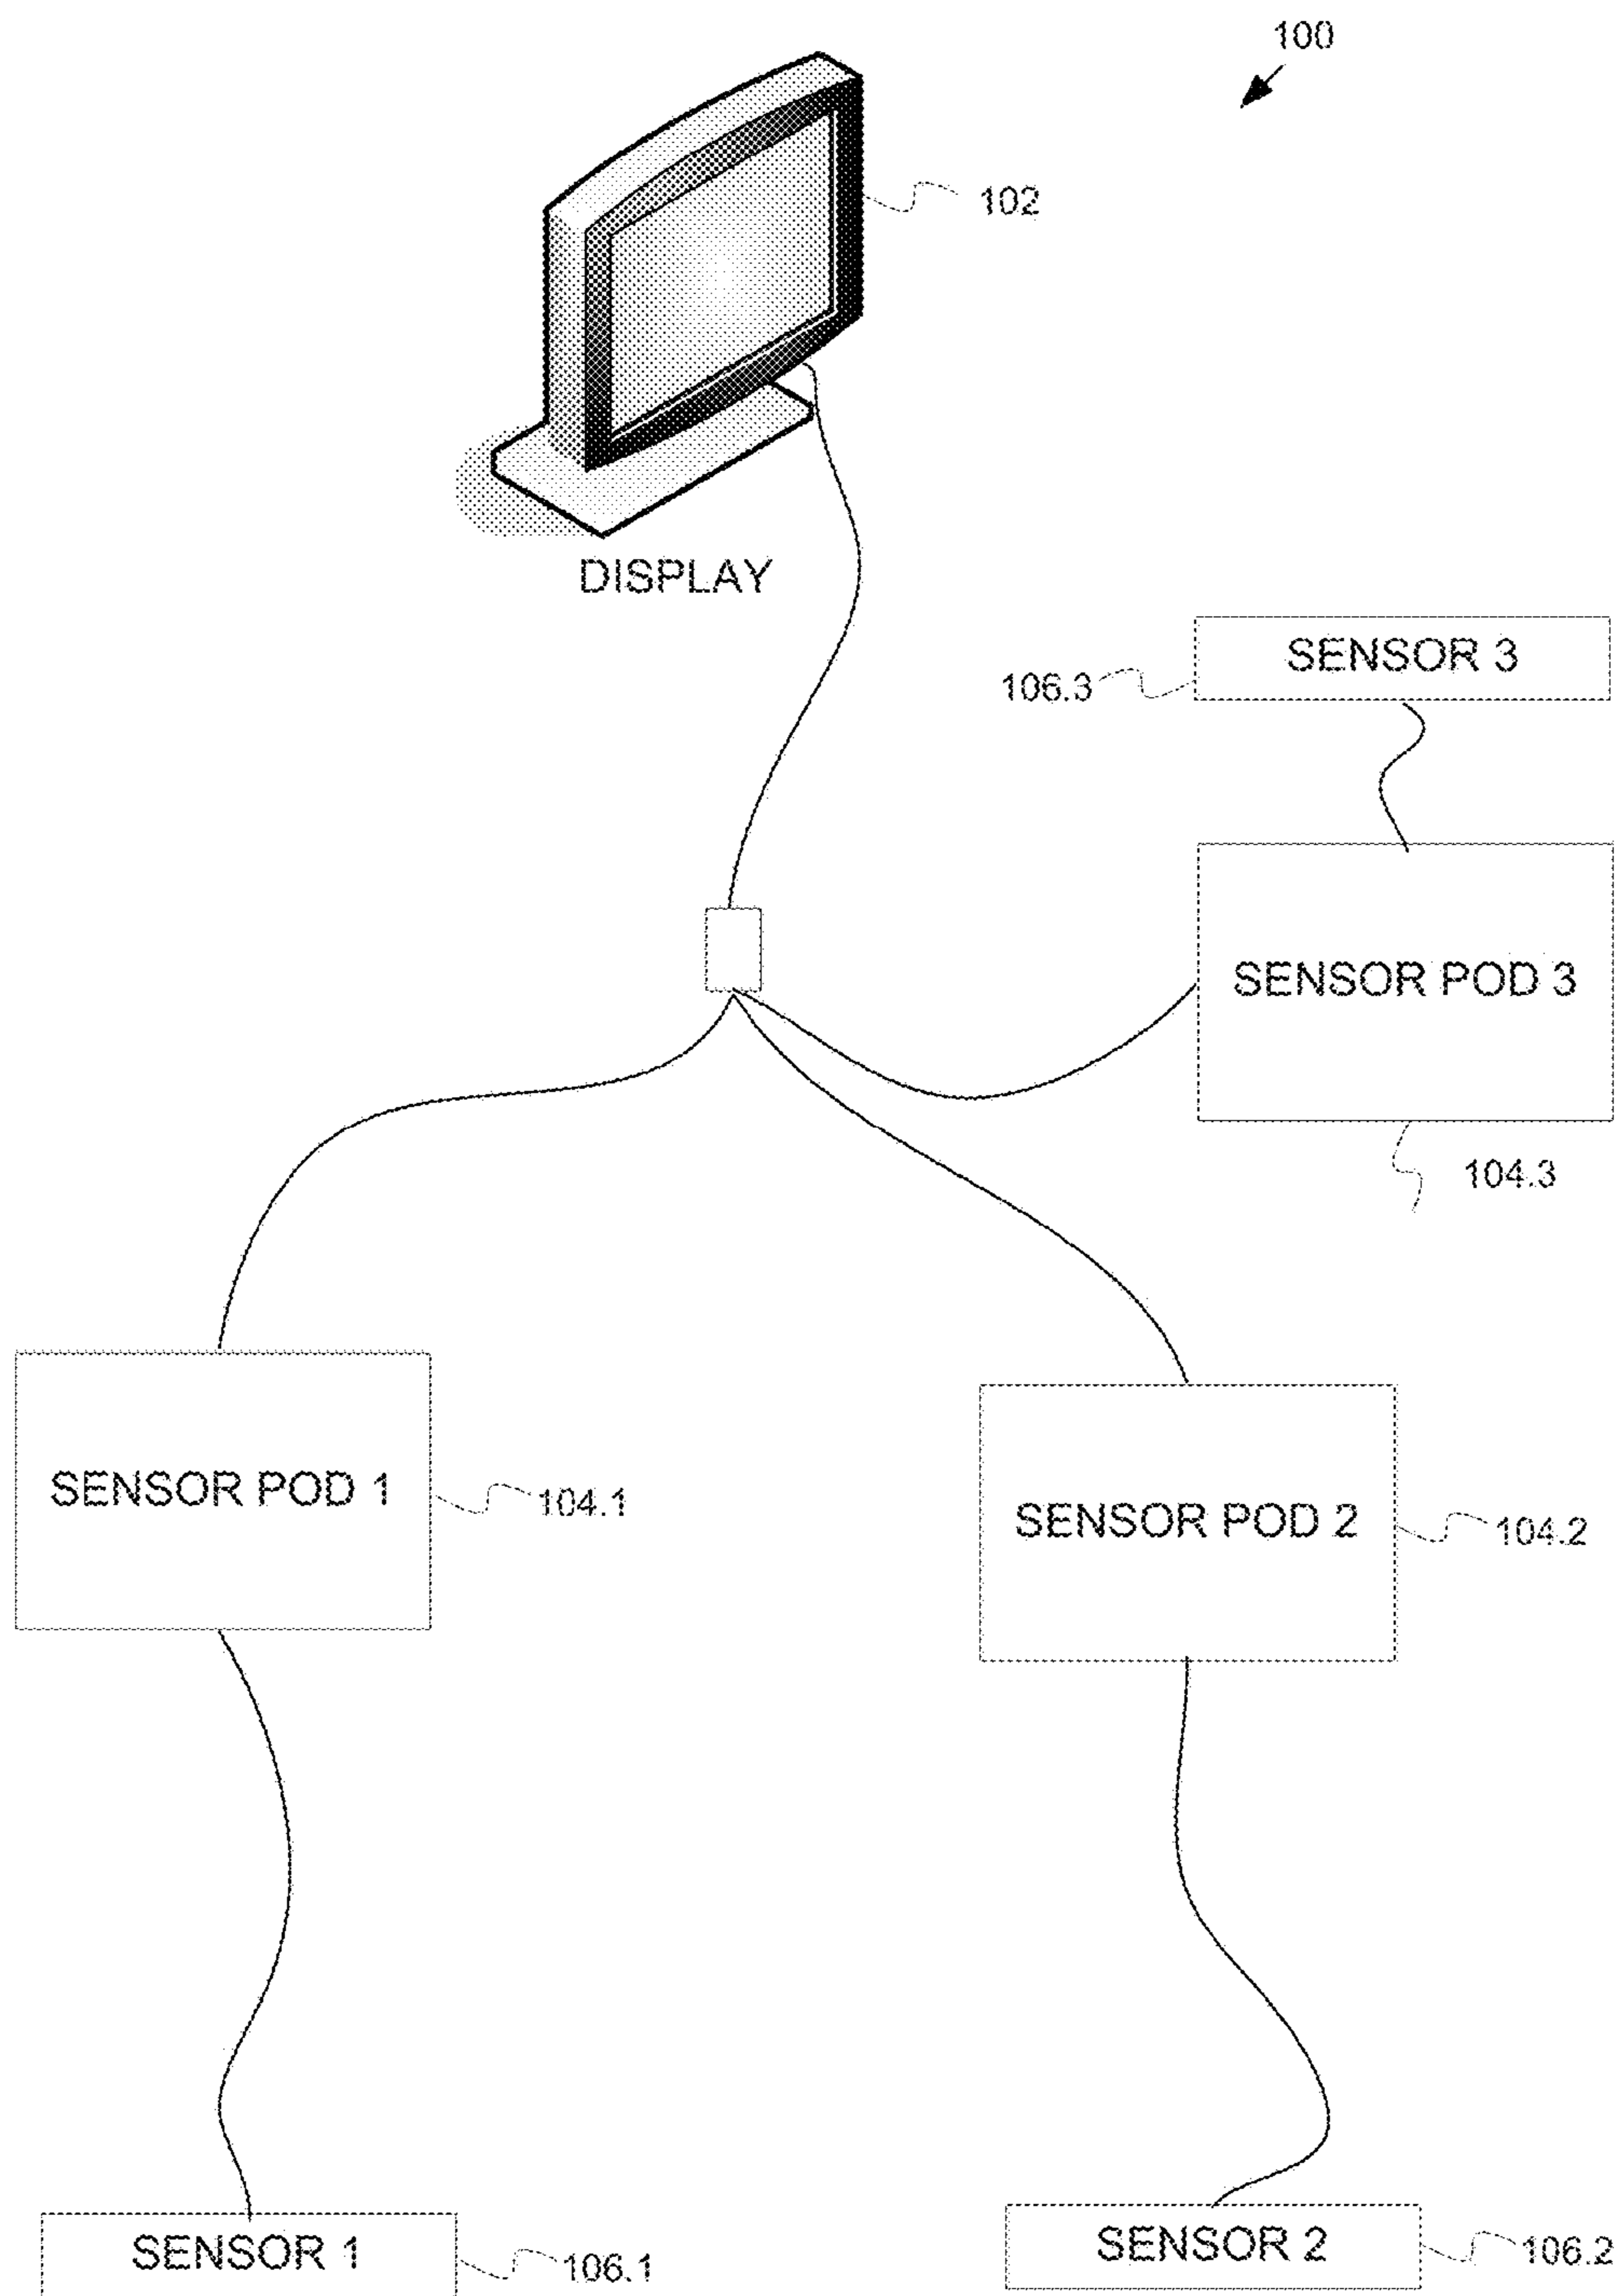 100
102
DISPLAY
SENSOR 3
106.3
SENSOR POD 3
104.3
SENSOR POD 1
104.1
SENSOR POD 2
104.2
SENSOR 1
106.1
SENSOR 2
106.2